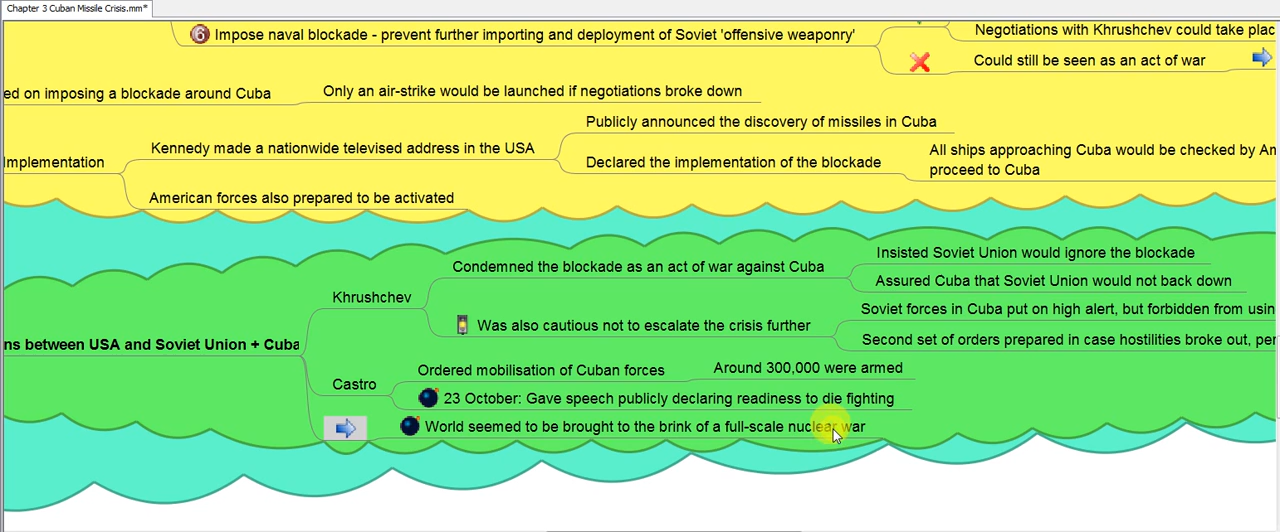 Chapter 3 Cuban Missile Crisis.mm*
6 Impose naval blockade - prevent further importing and deployment of Soviet 'offensive weaponry'
Negotiations with Khrushchev could take plac
Could still be seen as an act of war
ed on imposing a blockade around Cuba
Only an air-strike would be launched if negotiations broke down
Implementation
Kennedy made a nationwide televised address in the USA
Publicly announced the discovery of missiles in Cuba
Declared the implementation of the blockade
All ships approaching Cuba would be checked by Am
proceed to Cuba
American forces also prepared to be activated
ns between USA and Soviet Union + Cuba
Khrushchev
Condemned the blockade as an act of war against Cuba
Insisted Soviet Union would ignore the blockade
Assured Cuba that Soviet Union would not back down
Was also cautious not to escalate the crisis further
Soviet forces in Cuba put on high alert, but forbidden from usin
Second set of orders prepared in case hostilities broke out, per
Castro
Ordered mobilisation of Cuban forces
Around 300,000 were armed
23 October: Gave speech publicly declaring readiness to die fighting
World seemed to be brought to the brink of a full-scale nuclear war